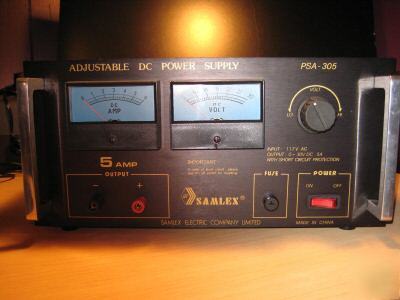 ADJUSTABLE DC POWER SUPPLY
PSA-305
DC
AMP
DC
VOLT
VOLT
LO
HI
INPUT : 117V AC
OUTPUT : 0-30V DC 5A
WITH SHORT CIRCUIT PROTECTION
5 AMP
OUTPUT
- +
IMPORTANT
SAMLEX
FUSE
POWER
ON OFF
SAMLEX ELECTRIC COMPANY LIMITED
MADE IN CHINA